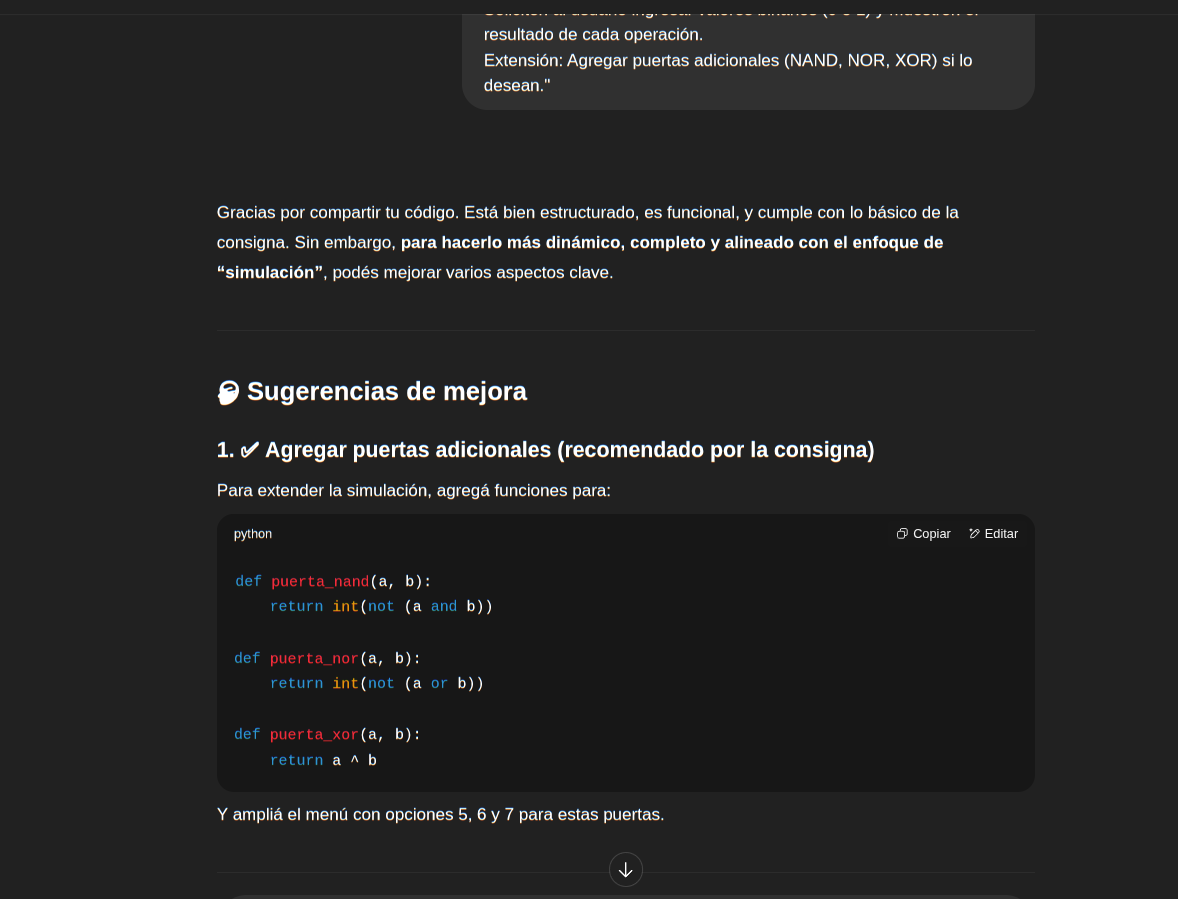 resultado de cada operación.
Extensión: Agregar puertas adicionales (NAND, NOR, XOR) si lo
desean."
Gracias por compartir tu código. Está bien estructurado, es funcional, y cumple con lo básico de la
consigna. Sin embargo, para hacerlo más dinámico, completo y alineado con el enfoque de
“simulación”, podés mejorar varios aspectos clave.
Sugerencias de mejora
1. ✔ Agregar puertas adicionales (recomendado por la consigna)
Para extender la simulación, agregá funciones para:
python
Copiar
Editar
def puerta_nand(a, b):
    return int(not (a and b))
def puerta_nor(a, b):
    return int(not (a or b))
def puerta_xor(a, b):
    return a ^ b
Y ampliá el menú con opciones 5, 6 y 7 para estas puertas.